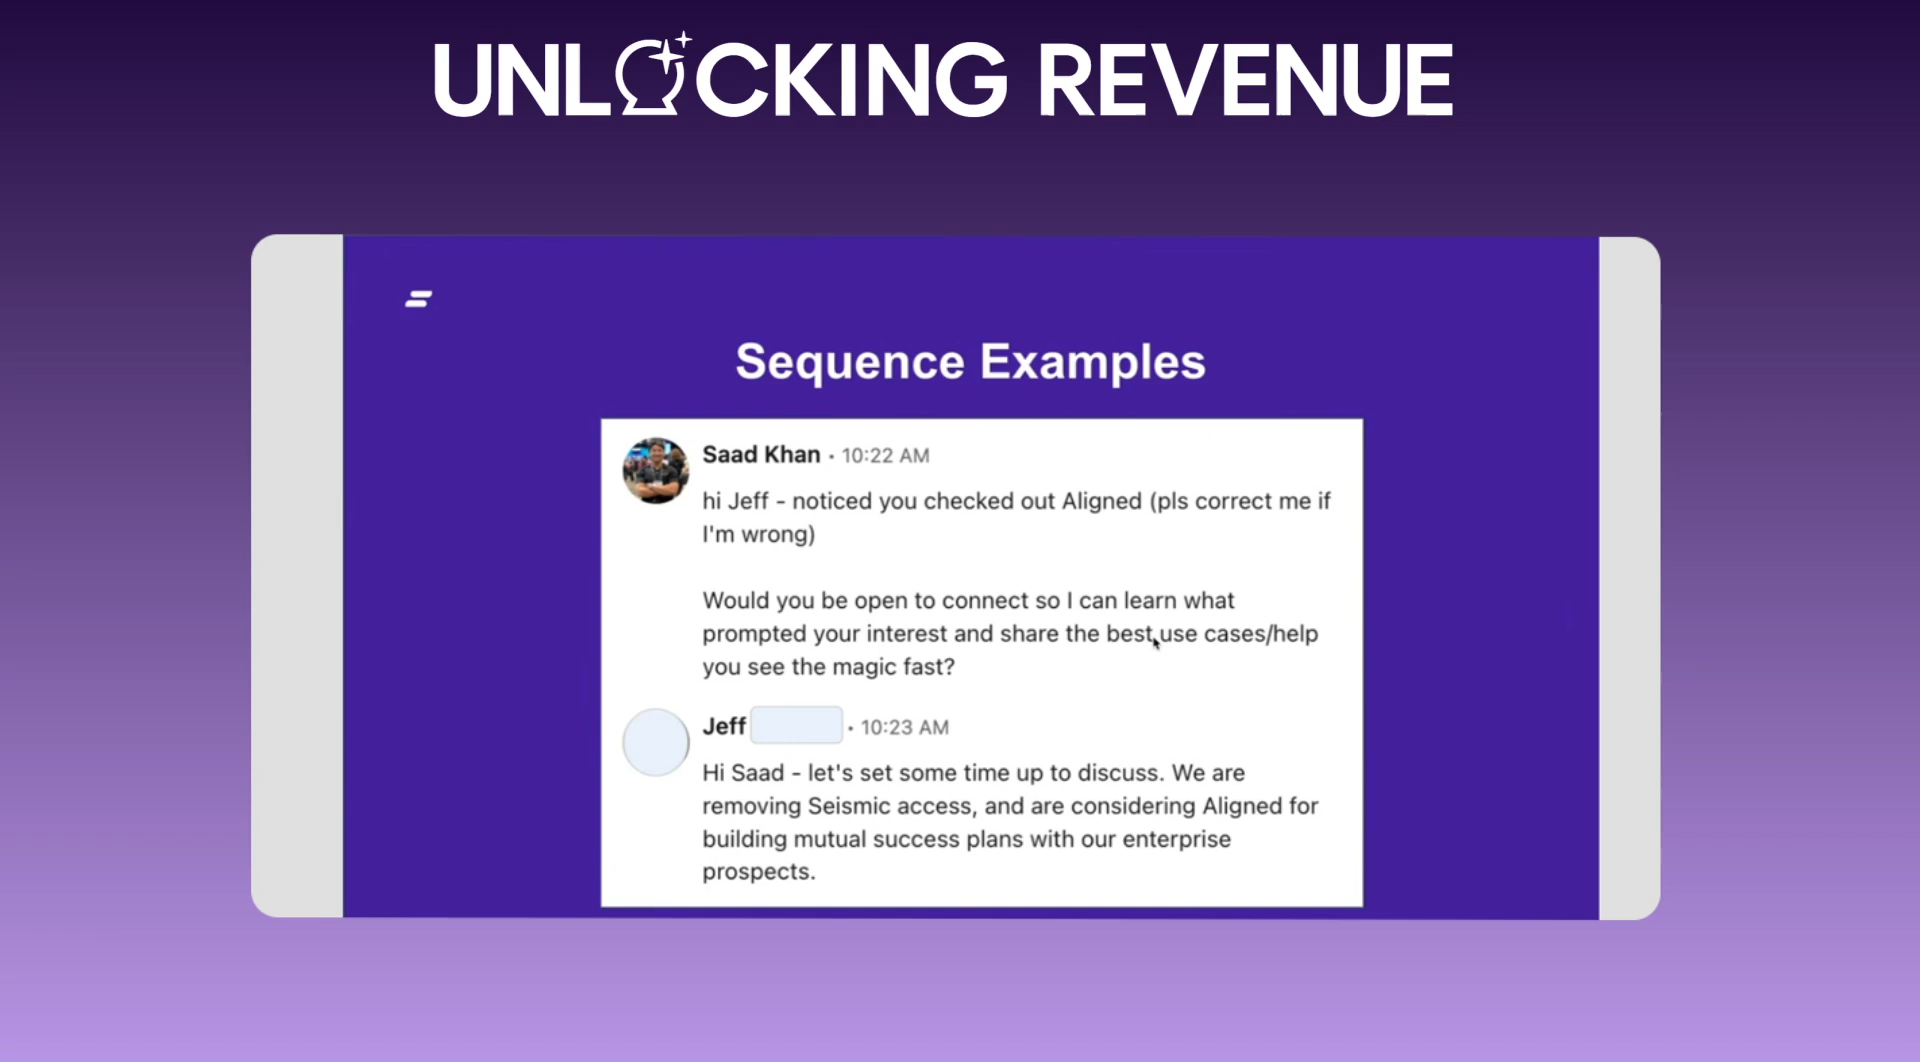 UNLOCKING REVENUE
Sequence Examples
Saad Khan · 10:22 AM
hi Jeff - noticed you checked out Aligned (pls correct me if
I'm wrong)
Would you be open to connect so I can learn what
prompted your interest and share the best use cases/help
you see the magic fast?
Jeff · 10:23 AM
Hi Saad - let's set some time up to discuss. We are
removing Seismic access, and are considering Aligned for
building mutual success plans with our enterprise
prospects.